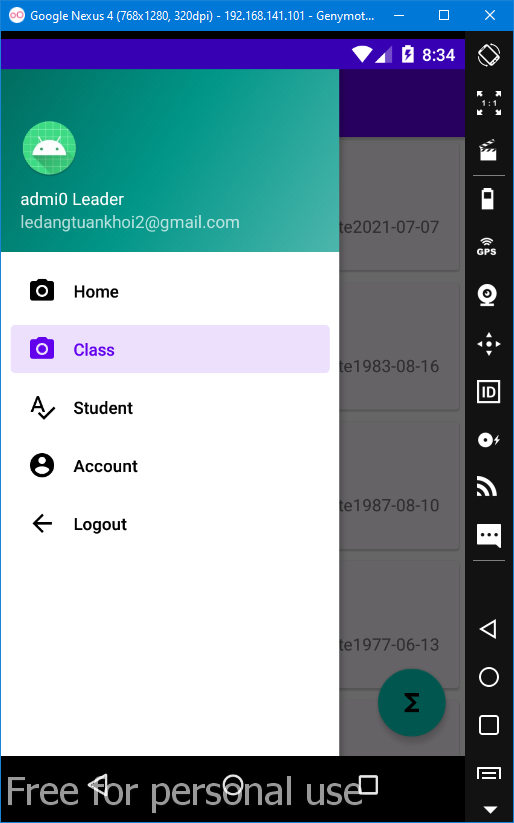 Google Nexus 4 (768x1280, 320dpi) - 192.168.141.101 - Genymot...
8:34
1 : 1
admi0 Leader
ledangtuankhoi2@gmail.com
te2021-07-07
GPS
Home
Class
te1983-08-16
ID
Student
Account
te1987-08-10
Logout
te1977-06-13
Σ
Free for personal use